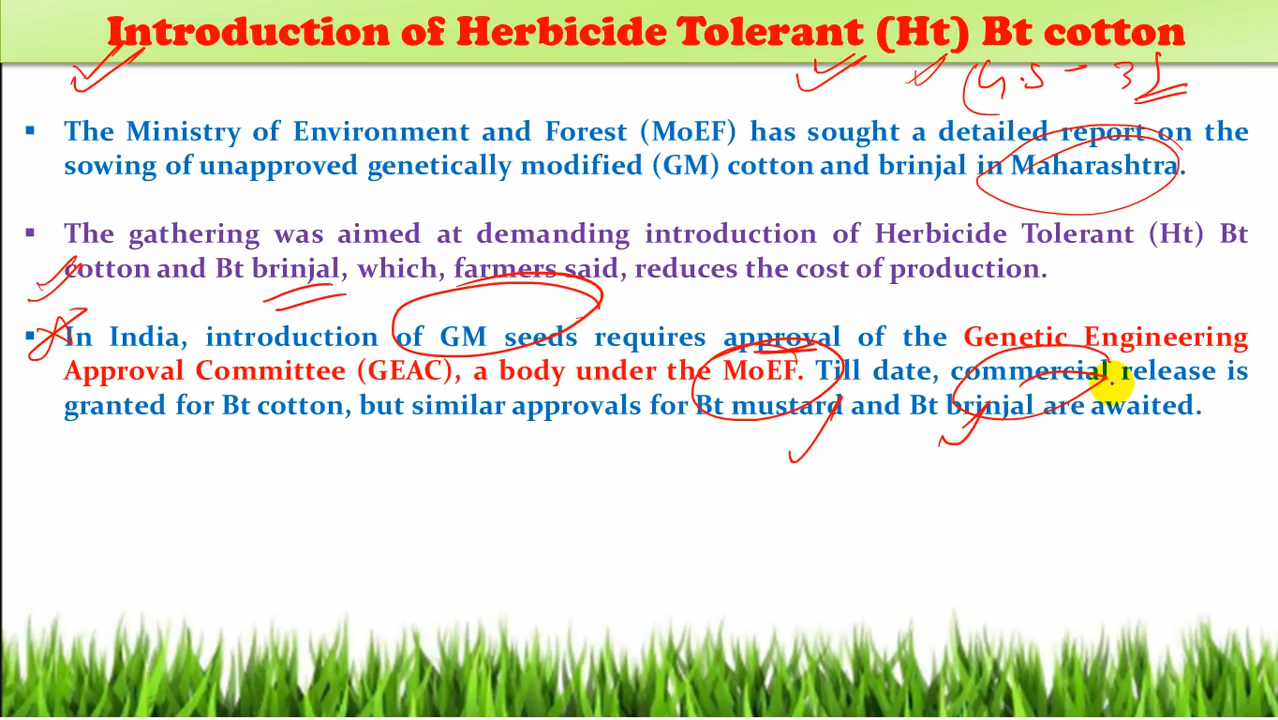 Introduction of Herbicide Tolerant (Ht) Bt cotton
▪ The Ministry of Environment and Forest (MoEF) has sought a detailed report on the
sowing of unapproved genetically modified (GM) cotton and brinjal in Maharashtra.
▪ The gathering was aimed at demanding introduction of Herbicide Tolerant (Ht) Bt
cotton and Bt brinjal, which, farmers said, reduces the cost of production.
▪ In India, introduction of GM seeds requires approval of the Genetic Engineering
Approval Committee (GEAC), a body under the MoEF. Till date, commercial release is
granted for Bt cotton, but similar approvals for Bt mustard and Bt brinjal are awaited.